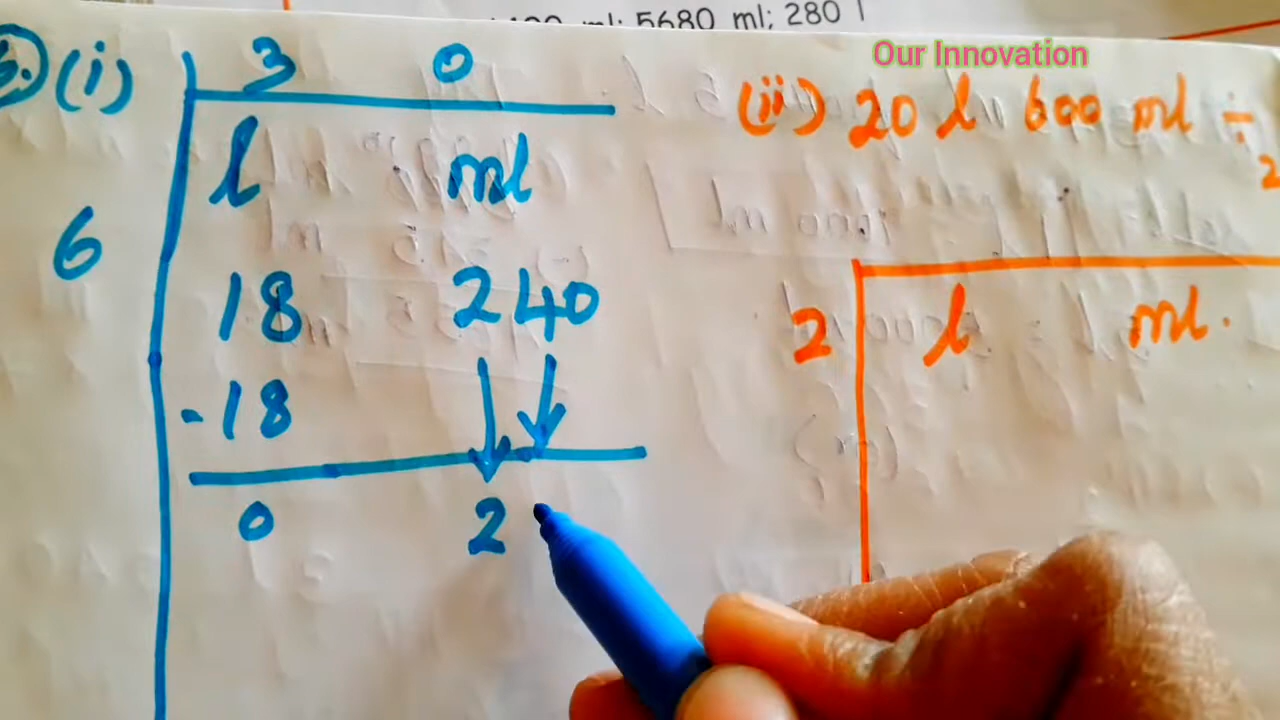 ml; 5680 ml; 280 l
Our Innovation
(i) 3 0
l ml
6
18 240
-18
0 2
(ii) 20 l 600 ml ÷ 2
2 l ml.